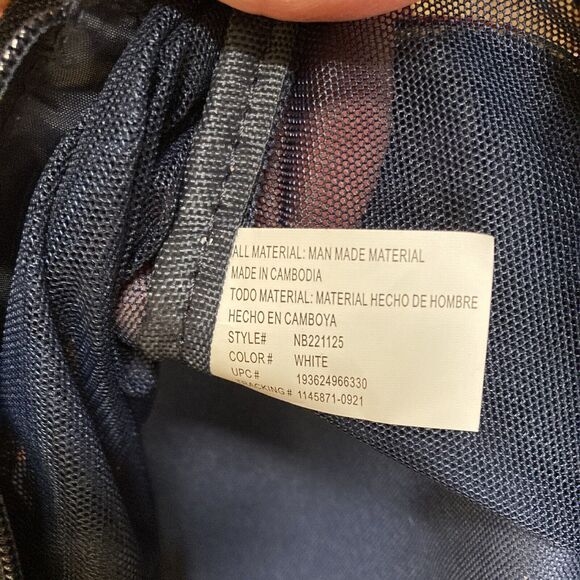 ALL MATERIAL: MAN MADE MATERIAL
MADE IN CAMBODIA
TODO MATERIAL: MATERIAL HECHO DE HOMBRE
HECHO EN CAMBOYA
STYLE# NB221125
COLOR# WHITE
UPC# 193624966330
TRACKING # 1145871-0921